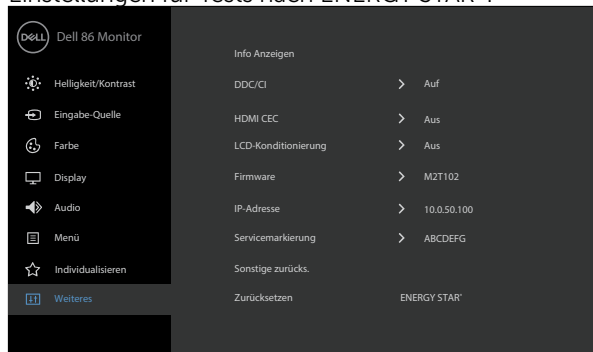 Einstellungen für Tests nach ENERGY STAR®.
DELL Dell 86 Monitor
Info Anzeigen
Helligkeit/Kontrast DDC/CI > Auf
Eingabe-Quelle HDMI CEC > Aus
Farbe LCD-Konditionierung > Aus
Display Firmware > M2T102
Audio IP-Adresse > 10.0.50.100
Menü Servicemarkierung > ABCDEFG
Individualisieren Sonstige zurücks.
Weiteres Zurücksetzen ENERGY STAR®